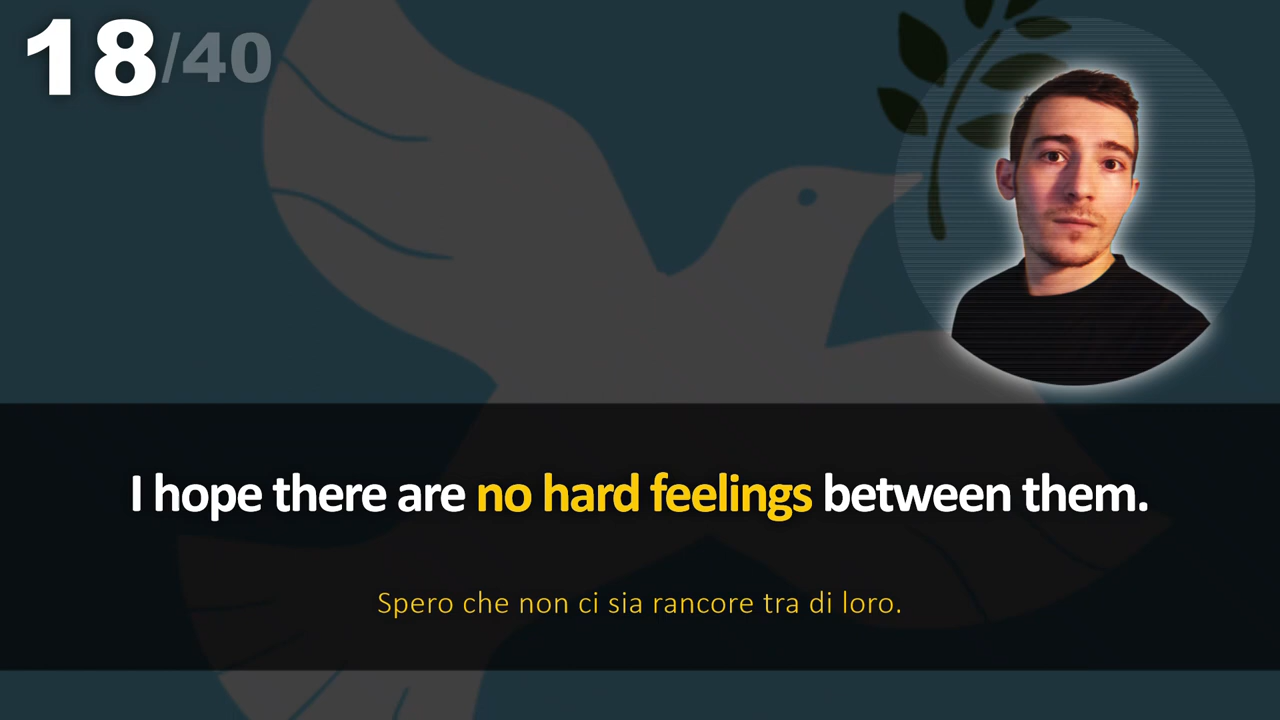 18/40
I hope there are no hard feelings between them.
Spero che non ci sia rancore tra di loro.